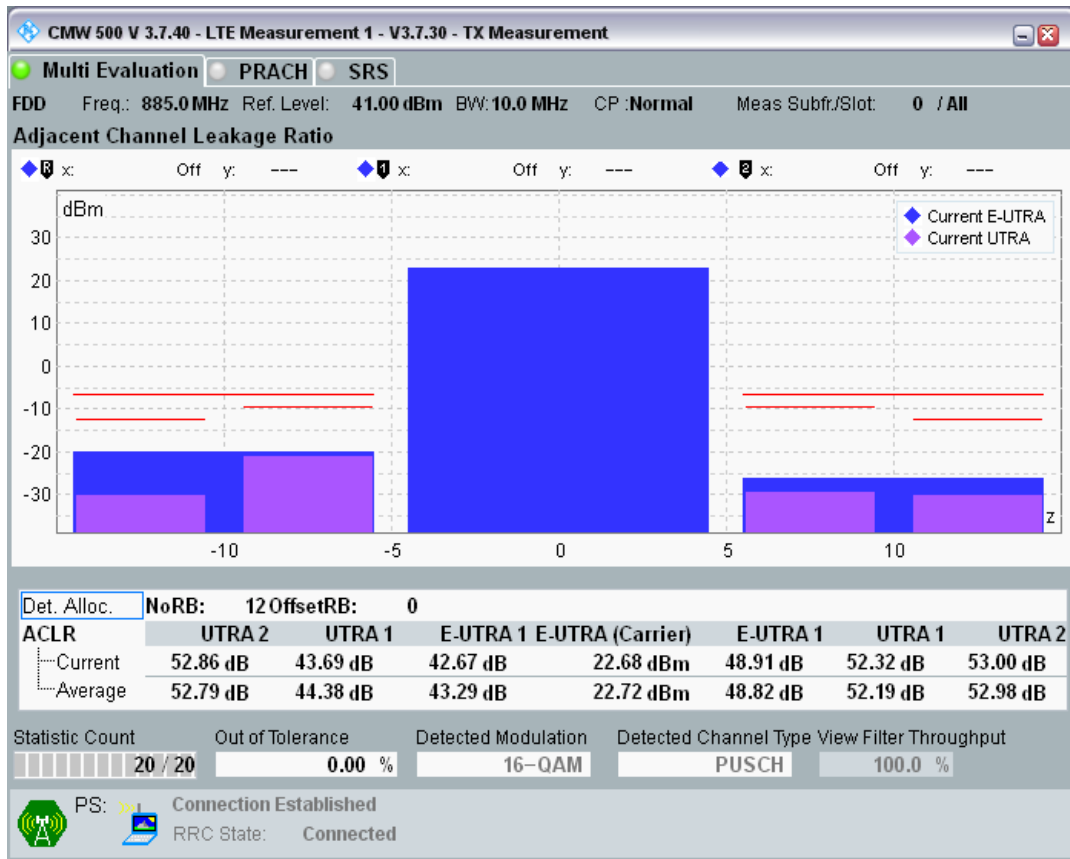 CMW 500 V 3.7.40 - LTE Measurement 1 - V3.7.30 - TX Measurement
Multi Evaluation PRACH SRS
FDD Freq.: 885.0 MHz Ref. Level: 41.00 dBm BW: 10.0 MHz CP :Normal Meas Subfr./Slot: 0 / All
Adjacent Channel Leakage Ratio
R x: Off y: --- 1 x: Off y: --- 2 x: Off y: ---
dBm
Current E-UTRA
Current UTRA
30
20
10
0
-10
-20
-30
z
-10 -5 0 5 10
Det. Alloc. NoRB: 12 OffsetRB: 0
ACLR UTRA 2 UTRA 1 E-UTRA 1 E-UTRA (Carrier) E-UTRA 1 UTRA 1 UTRA 2
Current 52.86 dB 43.69 dB 42.67 dB 22.68 dBm 48.91 dB 52.32 dB 53.00 dB
Average 52.79 dB 44.38 dB 43.29 dB 22.72 dBm 48.82 dB 52.19 dB 52.98 dB
Statistic Count Out of Tolerance Detected Modulation Detected Channel Type View Filter Throughput
20 / 20 0.00 % 16-QAM PUSCH 100.0 %
PS: Connection Established
RRC State: Connected